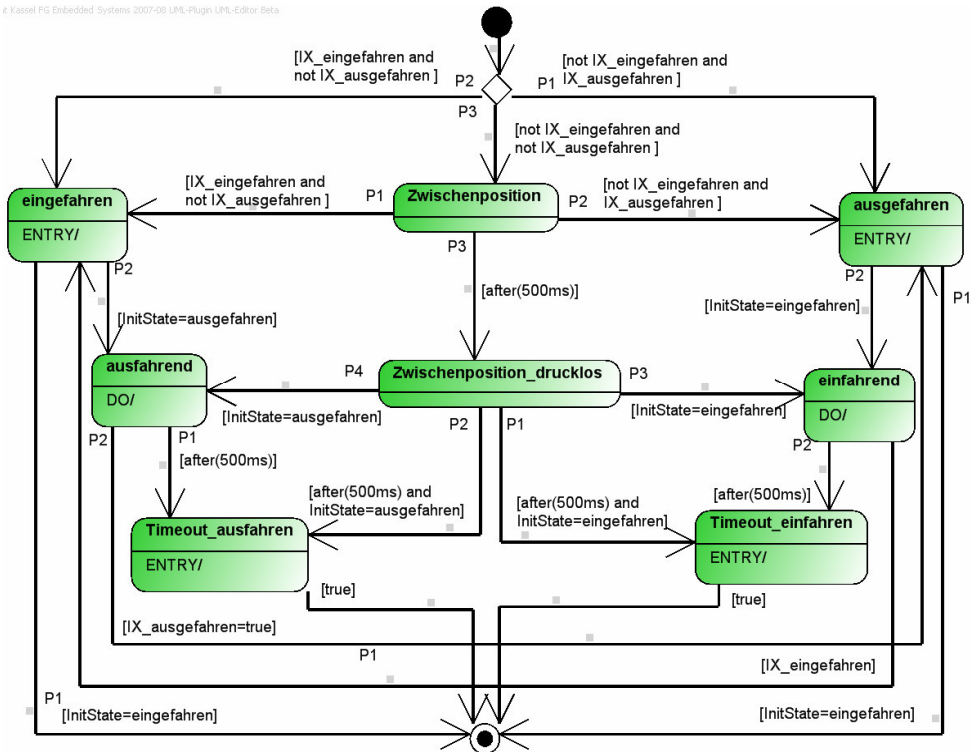 t Kassel FG Embedded Systems 2007-08 UML-Plugin UML-Editor Beta
[IX_eingefahren and
not IX_ausgefahren ]
P2
P1
[not IX_eingefahren and
IX_ausgefahren ]
P3
[not IX_eingefahren and
not IX_ausgefahren ]
eingefahren
ENTRY/
[IX_eingefahren and
not IX_ausgefahren ]
P1
Zwischenposition
P2
[not IX_eingefahren and
IX_ausgefahren ]
ausgefahren
ENTRY/
P3
P2
P2
P1
[after(500ms)]
[InitState=ausgefahren]
[InitState=eingefahren]
ausfahrend
DO/
P4
Zwischenposition_drucklos
P3
einfahrend
DO/
[InitState=ausgefahren]
[InitState=eingefahren]
P2
P1
P2
P1
P2
[after(500ms)]
[after(500ms) and
InitState=ausgefahren]
[after(500ms) and
InitState=eingefahren]
[after(500ms)]
Timeout_ausfahren
ENTRY/
Timeout_einfahren
ENTRY/
[true]
[true]
[IX_ausgefahren=true]
P1
[IX_eingefahren]
P1
[InitState=eingefahren]
[InitState=eingefahren]